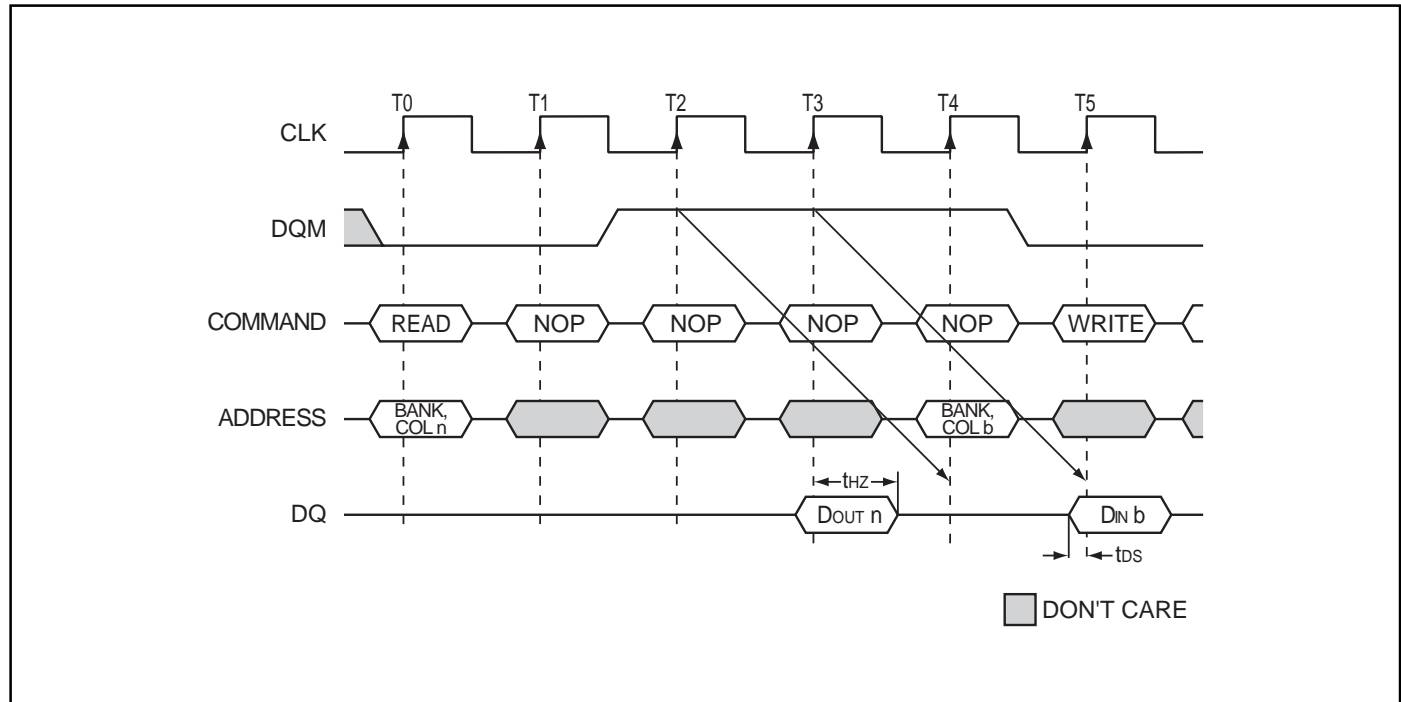 T0 T1 T2 T3 T4 T5
CLK
DQM
COMMAND READ NOP NOP NOP NOP WRITE
ADDRESS BANK, COL n BANK, COL b
tHZ
DQ DOUT n DIN b
tDS
DON'T CARE